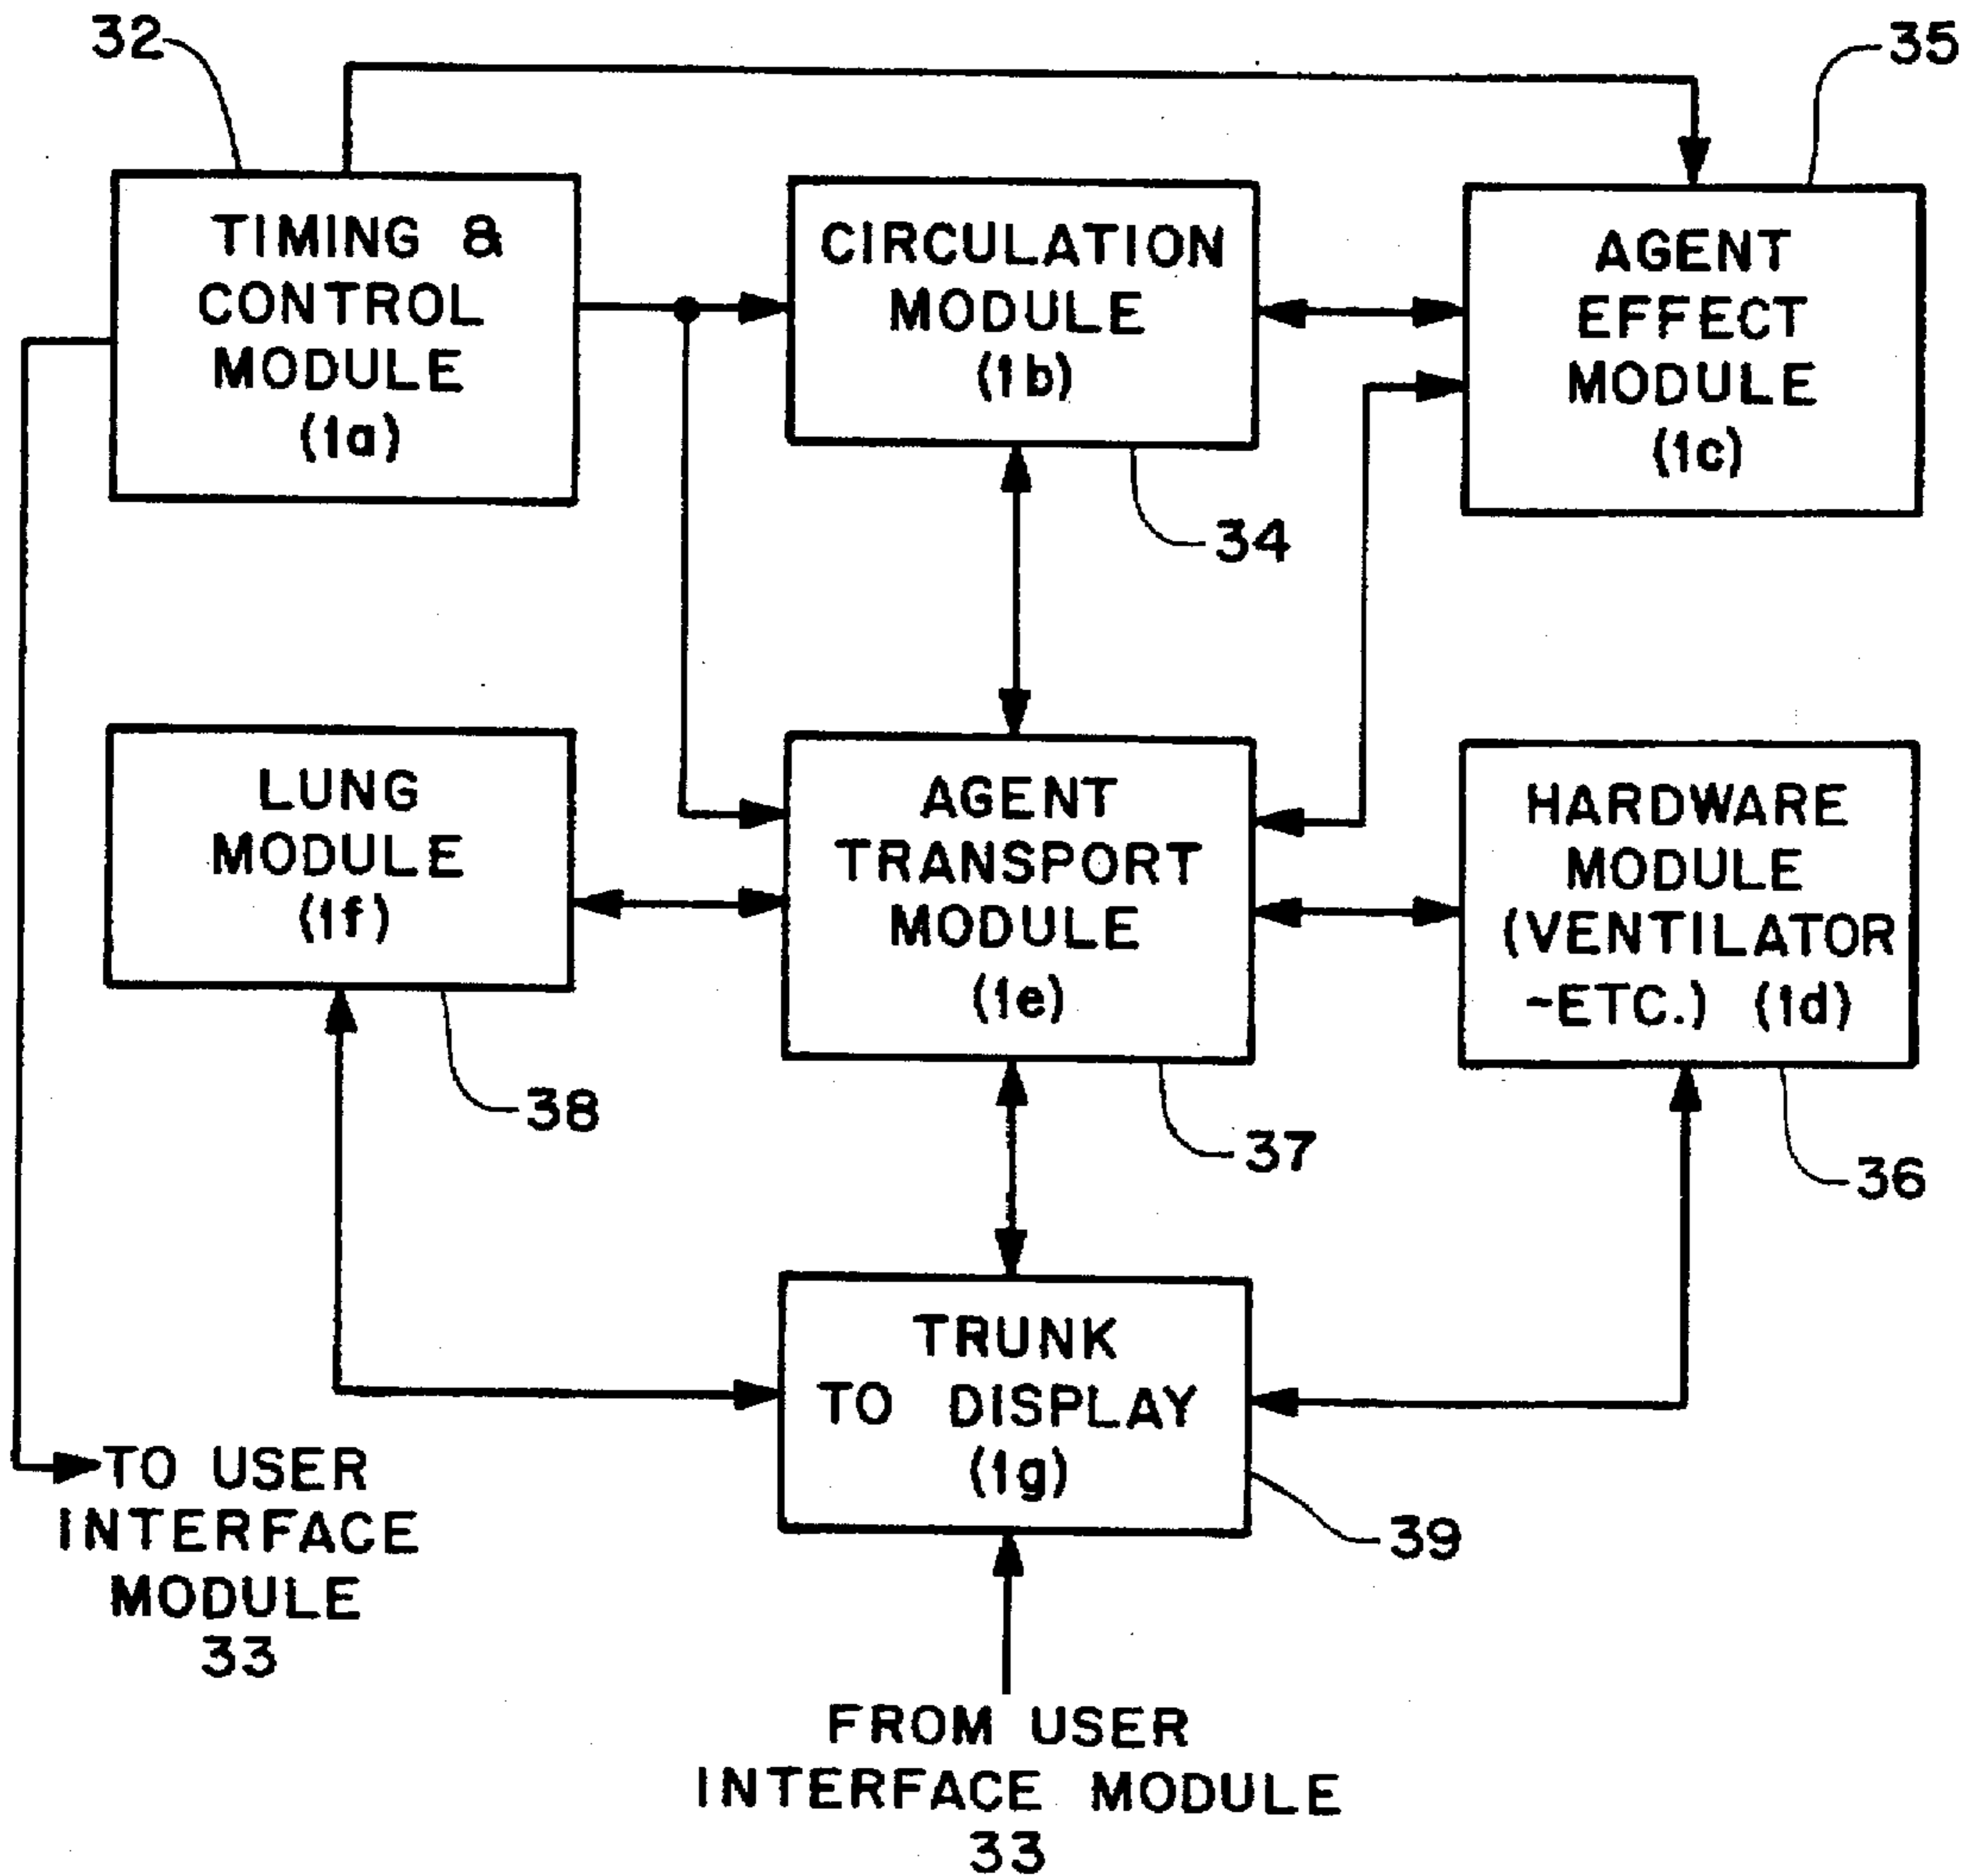 32
35
TIMING &
CONTROL
MODULE
(1a)
CIRCULATION
MODULE
(1b)
AGENT
EFFECT
MODULE
(1c)
34
LUNG
MODULE
(1f)
AGENT
TRANSPORT
MODULE
(1e)
HARDWARE
MODULE
(VENTILATOR
-ETC.) (1d)
38
37
36
TRUNK
TO DISPLAY
(1g)
39
TO USER
INTERFACE
MODULE
33
FROM USER
INTERFACE MODULE
33